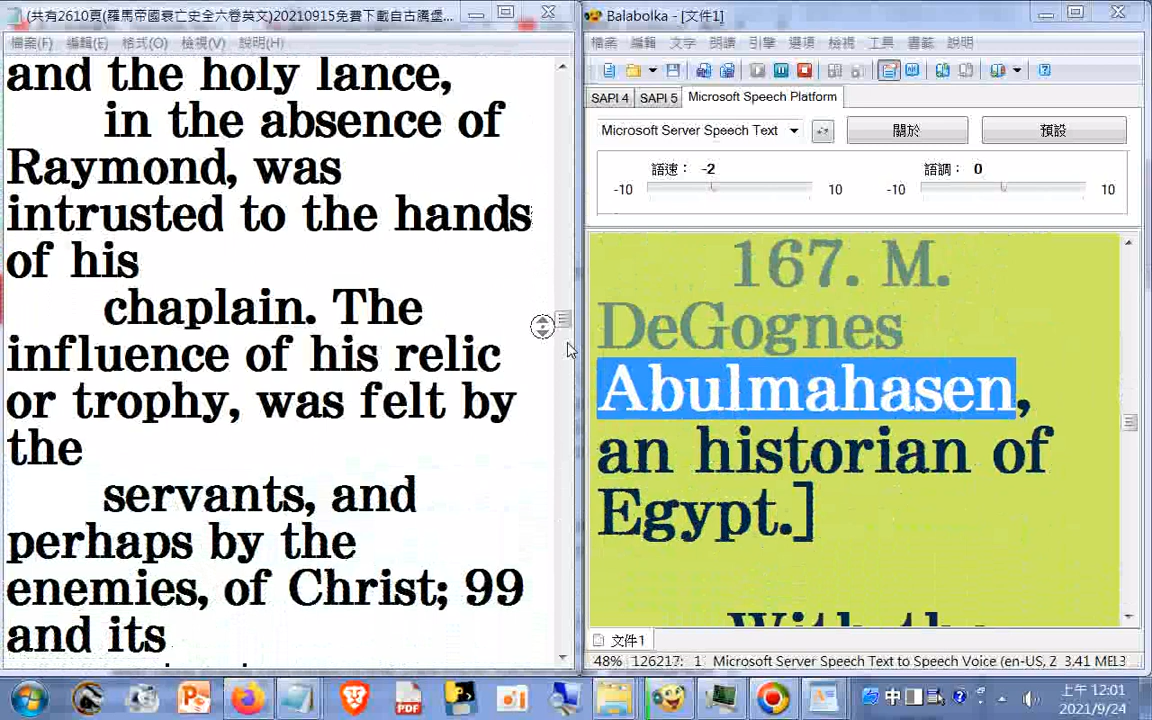 (共有2610頁(羅馬帝國衰亡史全六卷英文)20210915免費下載自古騰堡...
檔案(F) 編輯(E) 格式(O) 檢視(V) 說明(H)
and the holy lance,
in the absence of
Raymond, was
intrusted to the hands
of his
chaplain. The
influence of his relic
or trophy, was felt by
the
servants, and
perhaps by the
enemies, of Christ; 99
and its
Balabolka - [文件1]
檔案 編輯 文字 朗讀 引擎 選項 檢視 工具 書籤 說明
SAPI 4 SAPI 5 Microsoft Speech Platform
Microsoft Server Speech Text 關於 預設
語速： -2 語調： 0
-10 10 -10 10
167. M.
DeGognes
Abulmahasen,
an historian of
Egypt.]
With the
文件1
48% 126217: 1 Microsoft Server Speech Text to Speech Voice (en-US, Z 3,41 MБ
中 上午 12:01
2021/9/24